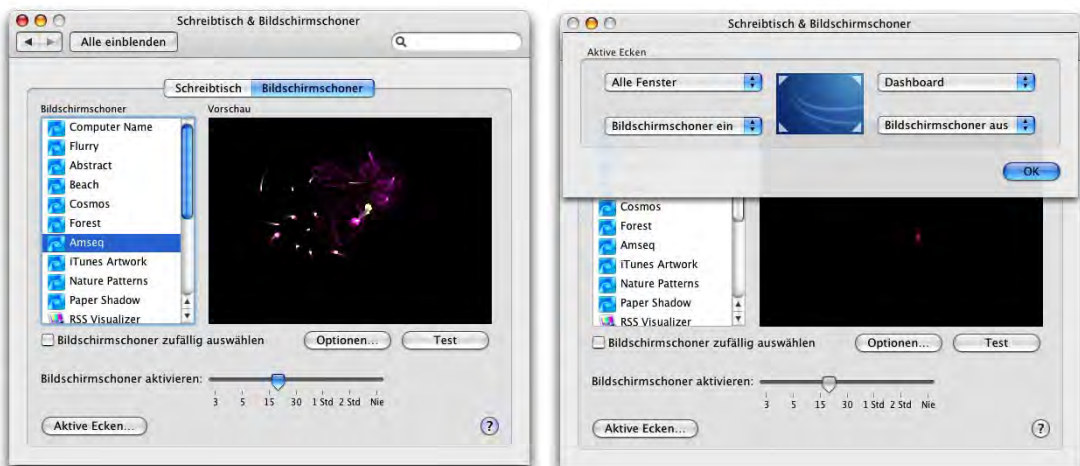 Schreibtisch & Bildschirmschoner
Alle einblenden
Schreibtisch Bildschirmschoner
Bildschirmschoner Vorschau
Computer Name
Flurry
Abstract
Beach
Cosmos
Forest
Amseq
iTunes Artwork
Nature Patterns
Paper Shadow
RSS Visualizer
Bildschirmschoner zufällig auswählen Optionen... Test
Bildschirmschoner aktivieren:
3 5 15 30 1 Std 2 Std Nie
Aktive Ecken... ?
Schreibtisch & Bildschirmschoner
Aktive Ecken
Alle Fenster Dashboard
Bildschirmschoner ein Bildschirmschoner aus
OK
Cosmos
Forest
Amseq
iTunes Artwork
Nature Patterns
Paper Shadow
RSS Visualizer
Bildschirmschoner zufällig auswählen Optionen... Test
Bildschirmschoner aktivieren:
3 5 15 30 1 Std 2 Std Nie
Aktive Ecken... ?